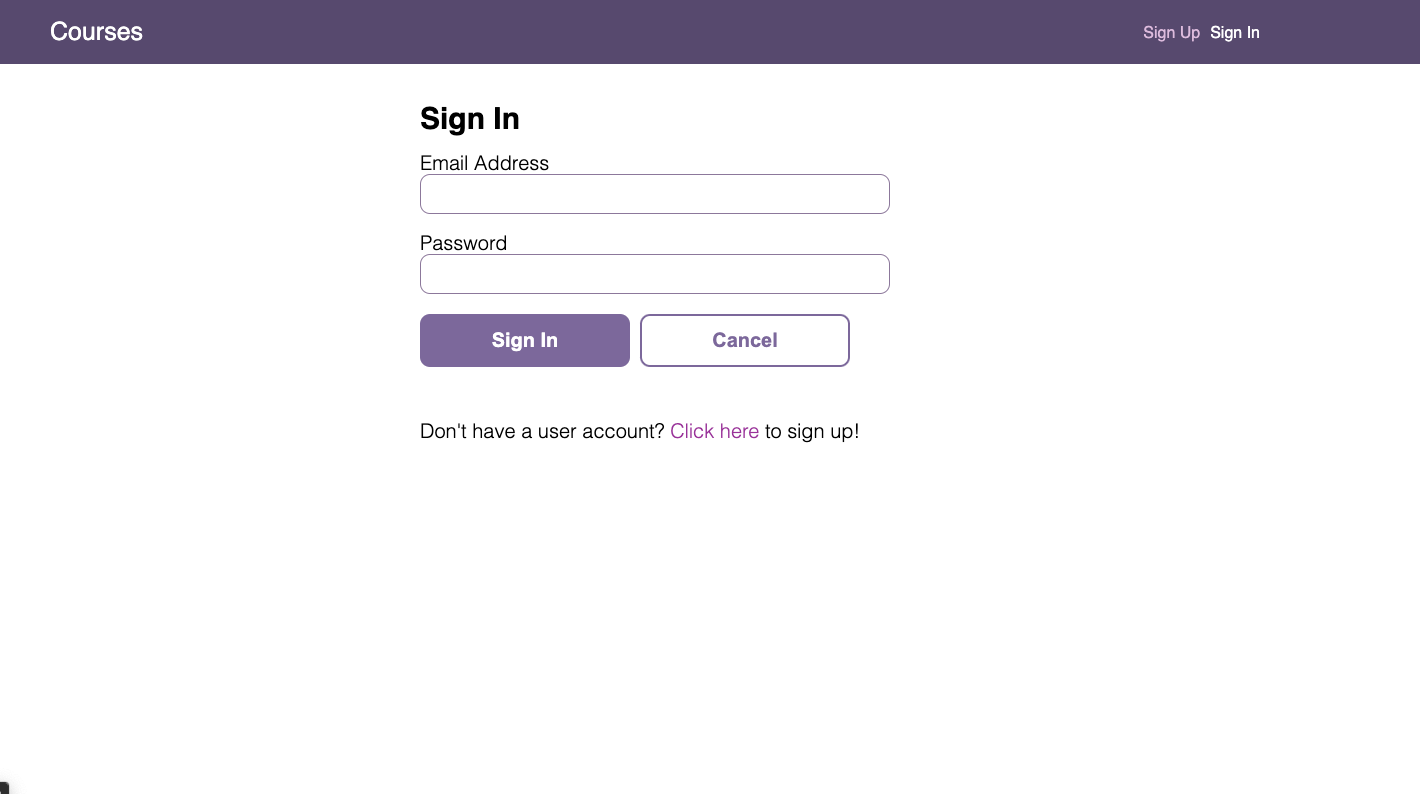 Courses
Sign Up Sign In
Sign In
Email Address
Password
Sign In
Cancel
Don't have a user account? Click here to sign up!